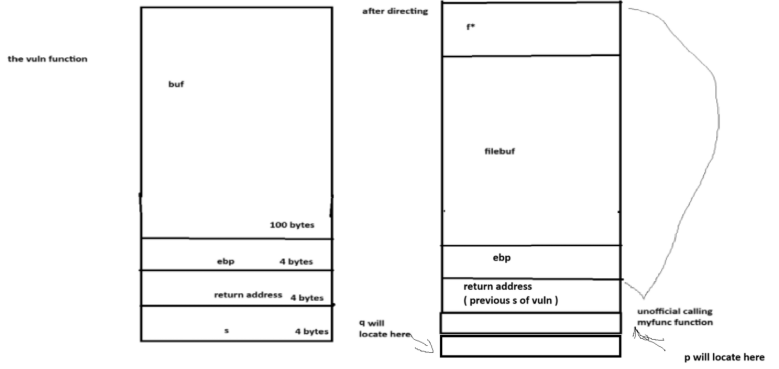 the vuln function
buf
100 bytes
ebp 4 bytes
return address 4 bytes
s 4 bytes
after directing
f*
filebuf
ebp
return address
( previous s of vuln )
unofficial calling
myfunc function
q will
locate here
p will locate here